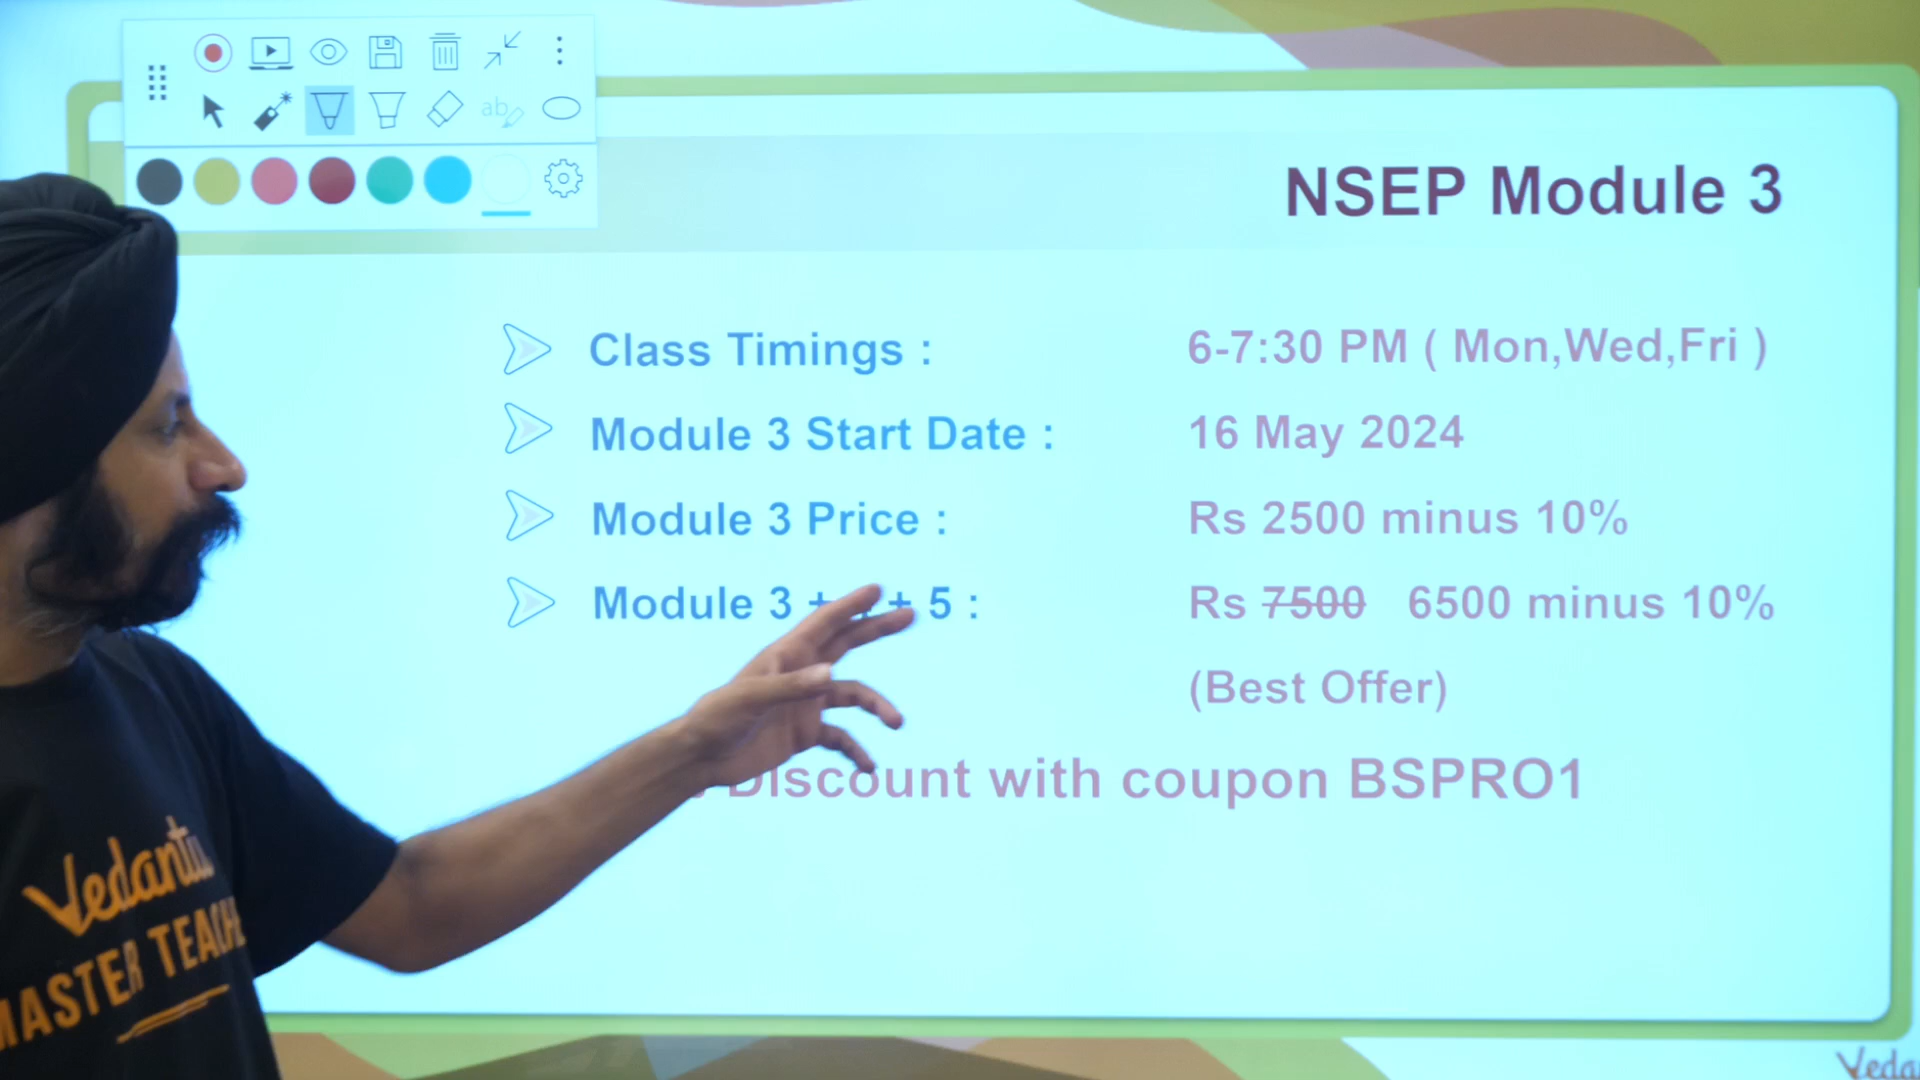 NSEP Module 3
Class Timings : 6-7:30 PM ( Mon,Wed,Fri )
Module 3 Start Date : 16 May 2024
Module 3 Price : Rs 2500 minus 10%
Module 3 + + 5 : Rs 7500 6500 minus 10%
(Best Offer)
Discount with coupon BSPRO1
ab
Vedantu
MASTER TEACHE
Veda